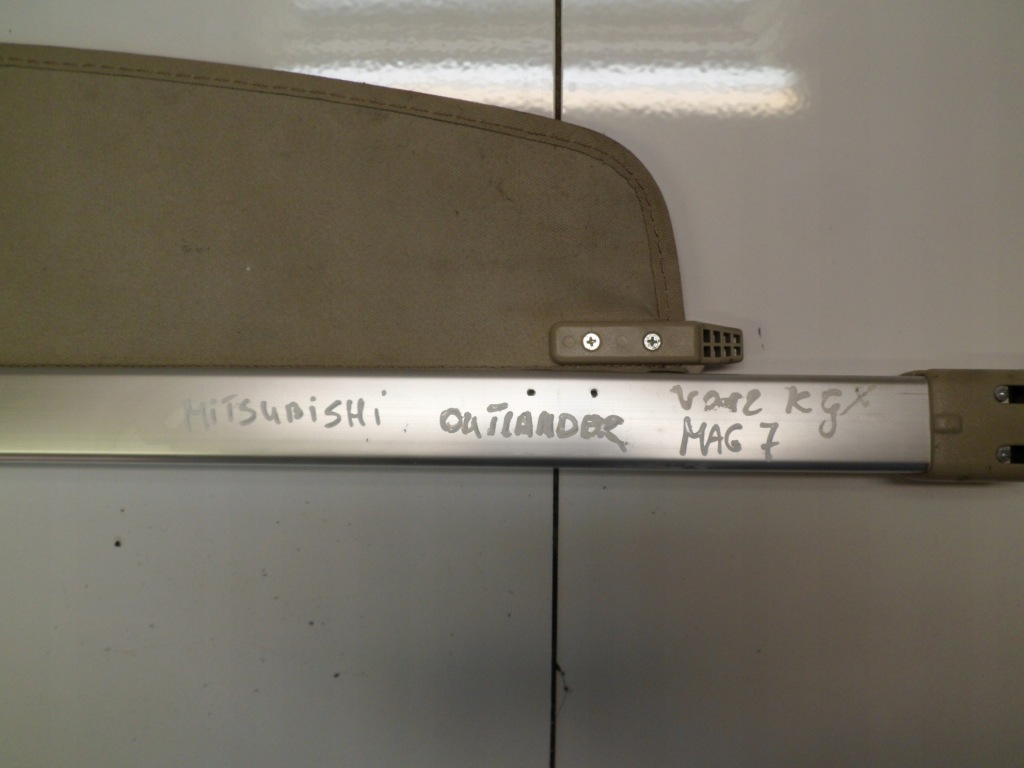 MiTSUBiSHi OUTLANDER KGX
MAG 7